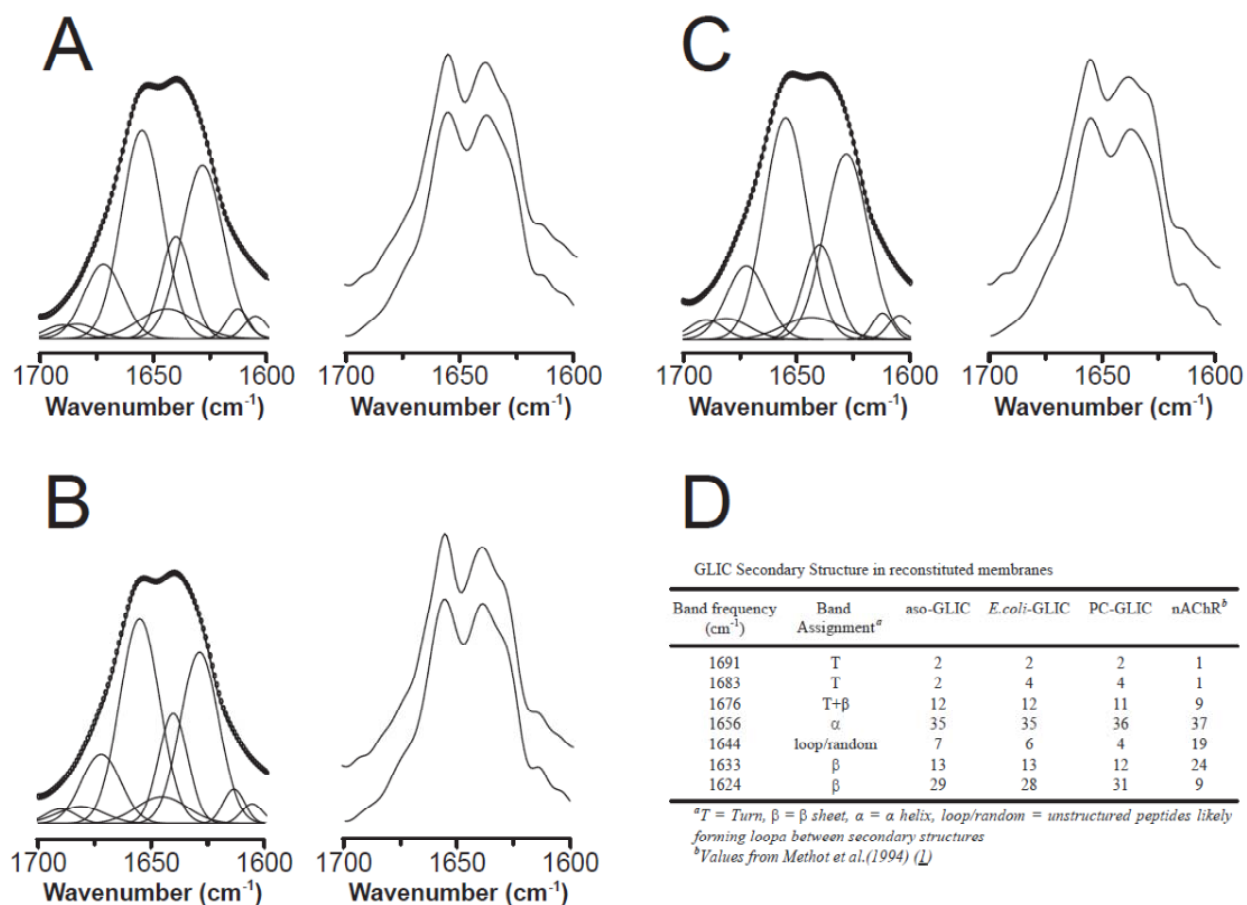 A
C
1700 1650 1600
1700 1650 1600
1700 1650 1600
1700 1650 1600
Wavenumber (cm-1)
Wavenumber (cm-1)
Wavenumber (cm-1)
Wavenumber (cm-1)
B
1700 1650 1600
1700 1650 1600
Wavenumber (cm-1)
Wavenumber (cm-1)
D
GLIC Secondary Structure in reconstituted membranes
Band frequency Band aso-GLIC E.coli-GLIC PC-GLIC nAChRb
(cm-1) Assignmenta
1691 T 2 2 2 1
1683 T 2 4 4 1
1676 T+β 12 12 11 9
1656 α 35 35 36 37
1644 loop/random 7 6 4 19
1633 β 13 13 12 24
1624 β 29 28 31 9
aT = Turn, β = β sheet, α = α helix, loop/random = unstructured peptides likely
forming loopa between secondary structures
bValues from Methot et al.(1994) (1)